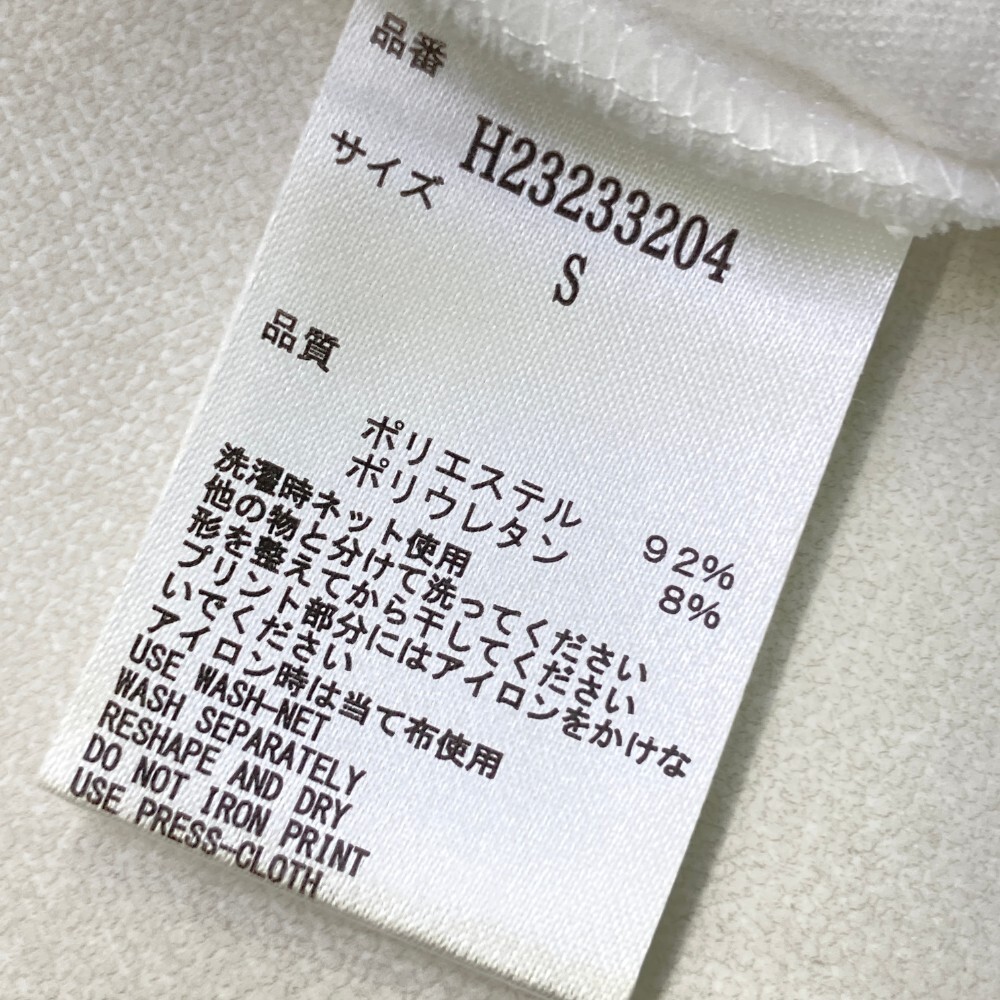 品番
H23233204
サイズ
S
品質
ポリエステル 92%
ポリウレタン 8%
洗濯時ネット使用
他の物と分けて洗ってください
形を整えてから干してください
プリント部分にはアイロンをかけな
いでください
アイロン時は当て布使用
USE WASH-NET
WASH SEPARATELY
RESHAPE AND DRY
DO NOT IRON PRINT
USE PRESS-CLOTH